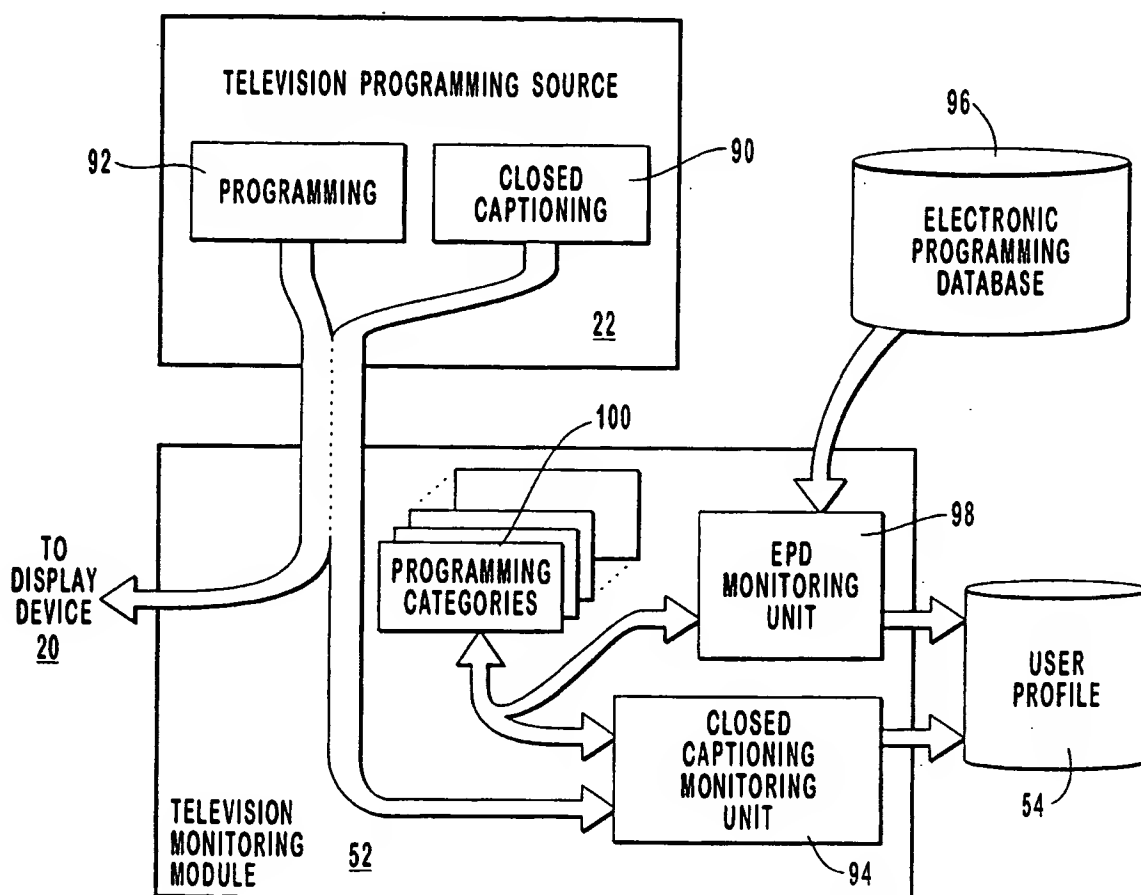 TELEVISION PROGRAMMING SOURCE
92
PROGRAMMING
CLOSED
CAPTIONING
90
22
96
ELECTRONIC
PROGRAMMING
DATABASE
100
PROGRAMMING
CATEGORIES
98
EPD
MONITORING
UNIT
TO
DISPLAY
DEVICE
20
USER
PROFILE
54
CLOSED
CAPTIONING
MONITORING
UNIT
94
TELEVISION
MONITORING
MODULE
52